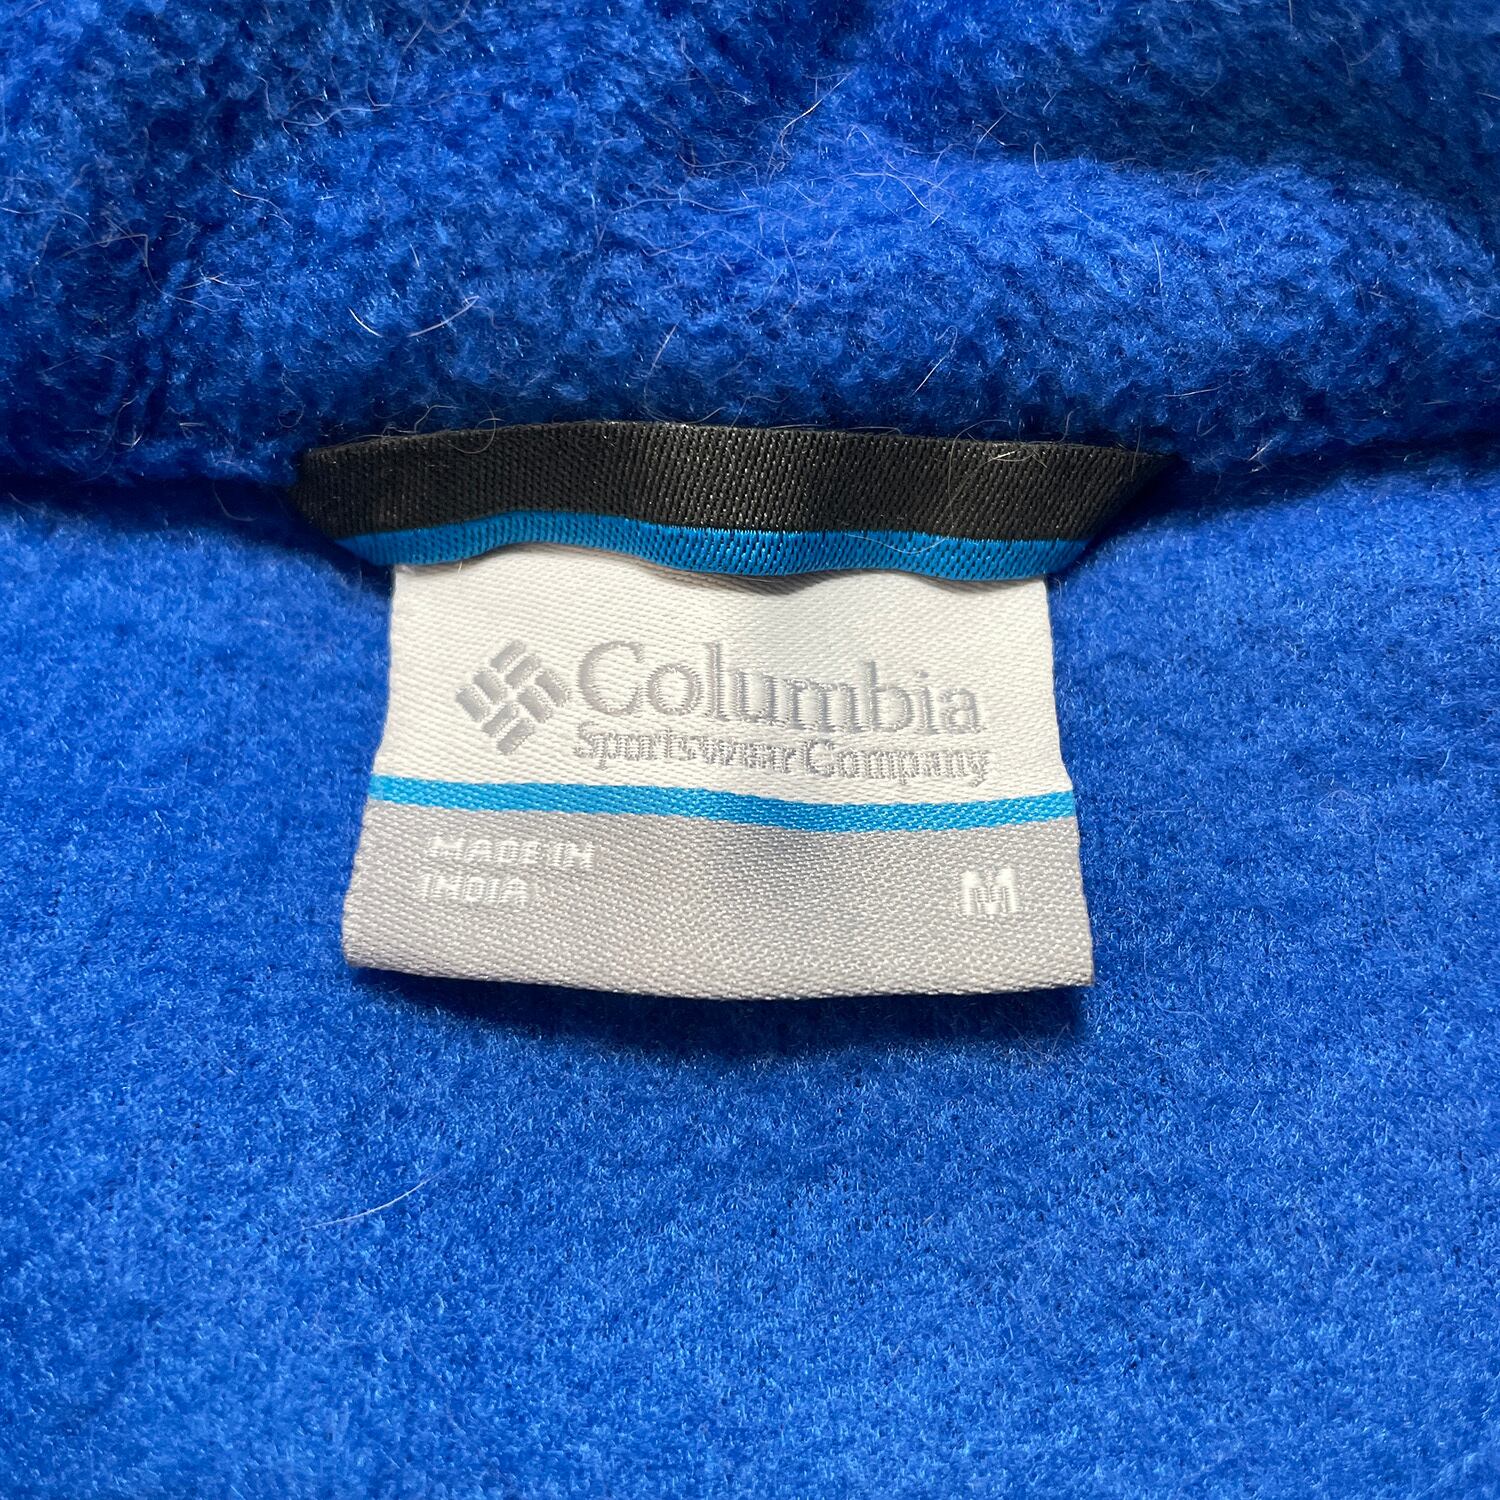 Columbia
Sportswear Company
MADE IN
INDIA
M